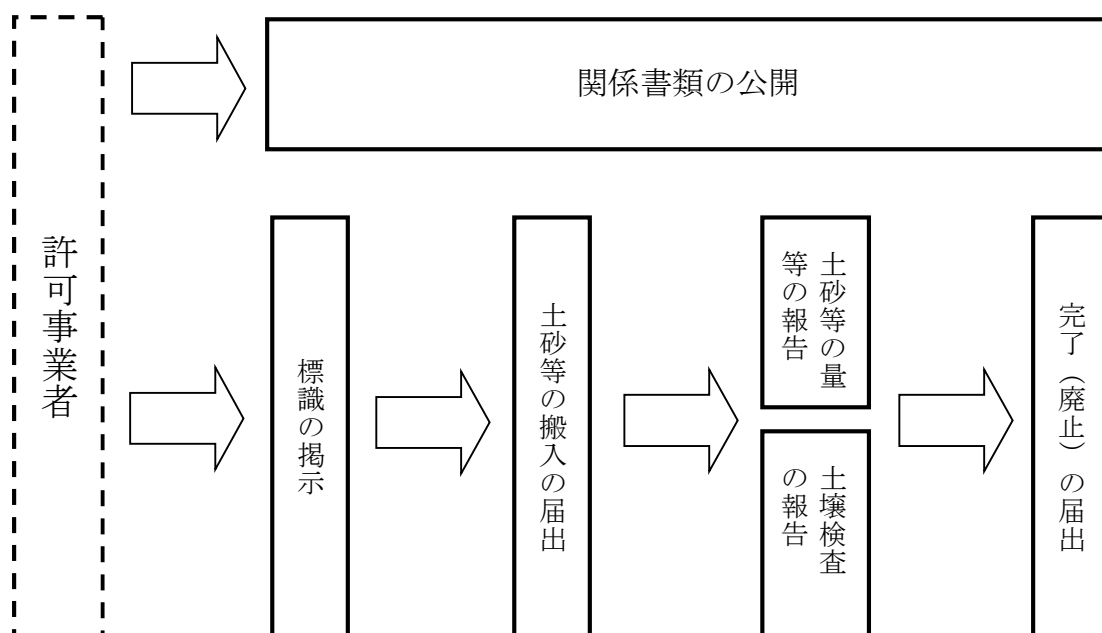 関係書類の公開
許可事業者
標識の掲示
土砂等の搬入の届出
土砂等の量
等の報告
土壌検査
の報告
完了（廃止）の届出